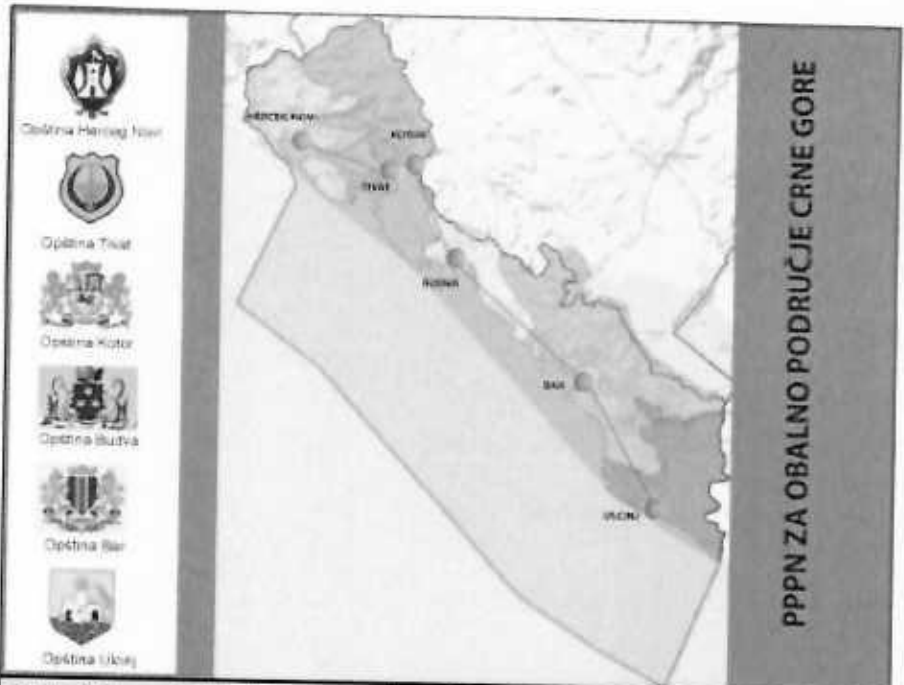 Opština Herceg Novi
Opština Tivat
Opština Kotor
Opština Budva
Opština Bar
Opština Ulcinj
HERCEG NOVI
KOTOR
TIVAT
BUDVA
BAR
ULCINJ
PPPN ZA OBALNO PODRUČJE CRNE GORE